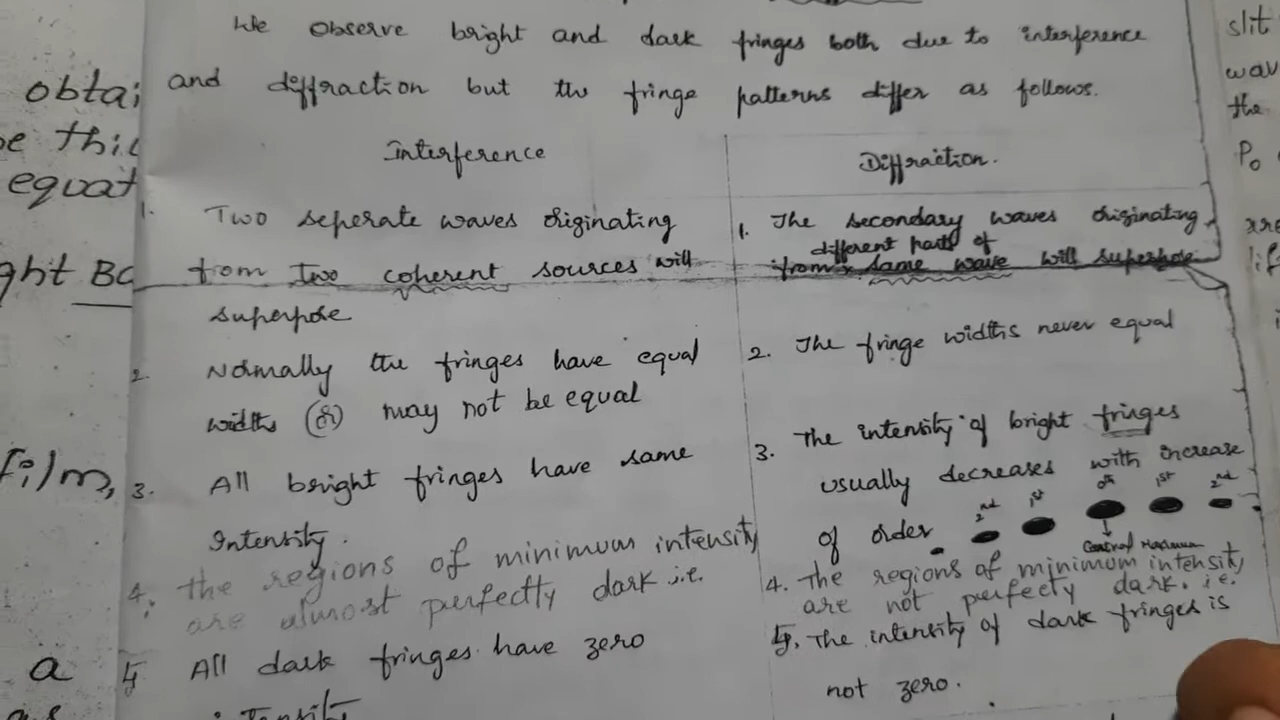 We observe bright and dark fringes both due to interference
and diffraction but the fringe patterns differ as follows.
Interference
1. Two seperate waves originating
from two coherent sources will
superpose
2. Normally the fringes have equal
widths (or) may not be equal
3. All bright fringes have same
Intensity.
4. the regions of minimum intensity
are almost perfectly dark i.e.
All dark fringes have zero
Diffraction.
1. The secondary waves originating
different parts of
from same wave will superpose
2. The fringe widths never equal
3. The intensity of bright fringes
usually decreases with increase
of order
2nd 1st 0th 1st 2nd
Central Maximum
4. The regions of minimum intensity
are not perfecty dark. i.e.
The intensity of dark fringes is
not zero.
obtai
equat
ght
a
slit
wav
the
P0